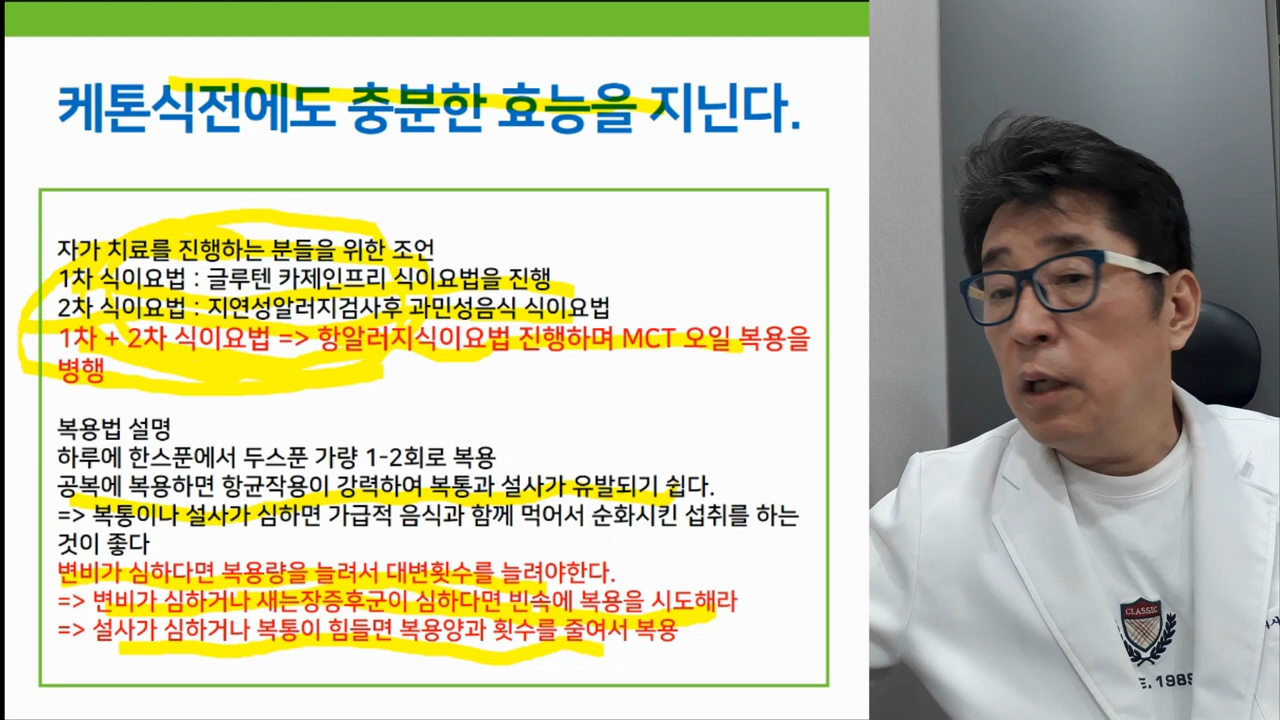 케톤식전에도 충분한 효능을 지닌다.
자가 치료를 진행하는 분들을 위한 조언
1차 식이요법 : 글루텐 카제인프리 식이요법을 진행
2차 식이요법 : 지연성알러지검사후 과민성음식 식이요법
1차 + 2차 식이요법 => 항알러지식이요법 진행하며 MCT 오일 복용을
병행
복용법 설명
하루에 한스푼에서 두스푼 가량 1-2회로 복용
공복에 복용하면 항균작용이 강력하여 복통과 설사가 유발되기 쉽다.
=> 복통이나 설사가 심하면 가급적 음식과 함께 먹어서 순화시킨 섭취를 하는
것이 좋다
변비가 심하다면 복용량을 늘려서 대변횟수를 늘려야한다.
=> 변비가 심하거나 새는장증후군이 심하다면 빈속에 복용을 시도해라
=> 설사가 심하거나 복통이 힘들면 복용양과 횟수를 줄여서 복용
CLASSIC
E. 1989